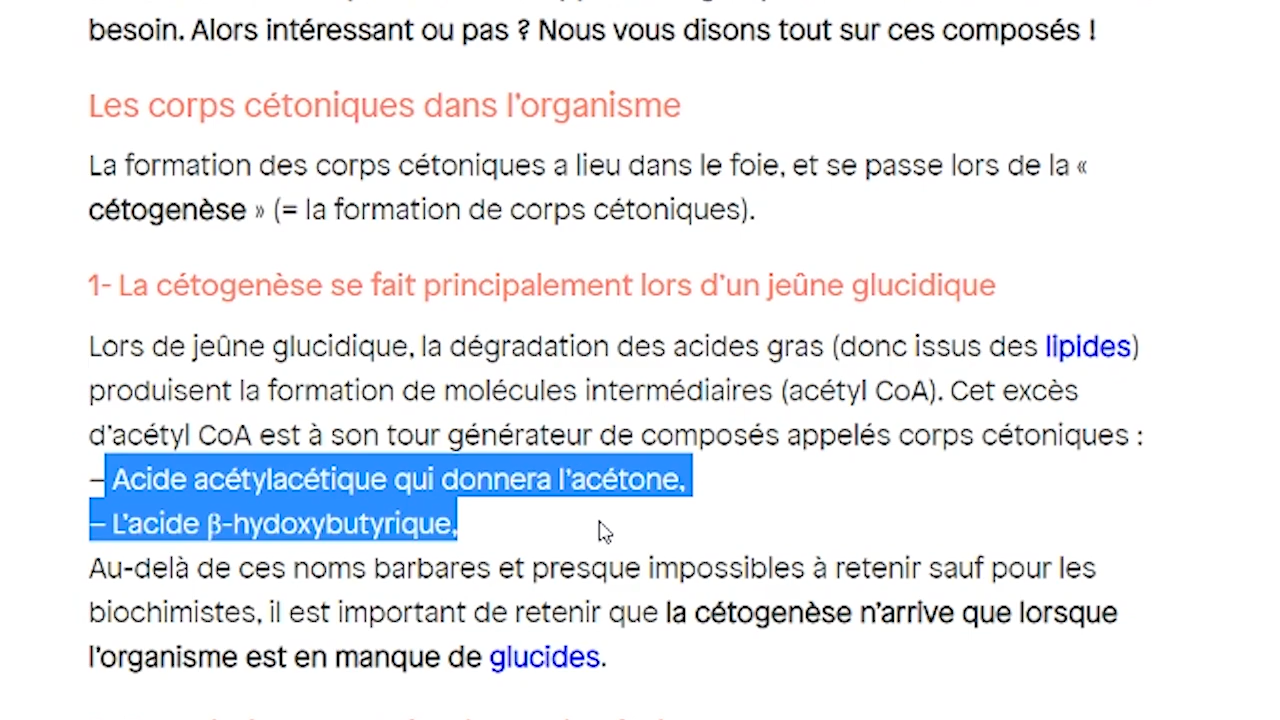 besoin. Alors intéressant ou pas ? Nous vous disons tout sur ces composés !
Les corps cétoniques dans l'organisme
La formation des corps cétoniques a lieu dans le foie, et se passe lors de la «
cétogenèse » (= la formation de corps cétoniques).
1- La cétogenèse se fait principalement lors d'un jeûne glucidique
Lors de jeûne glucidique, la dégradation des acides gras (donc issus des lipides)
produisent la formation de molécules intermédiaires (acétyl CoA). Cet excès
d'acétyl CoA est à son tour générateur de composés appelés corps cétoniques :
– Acide acétylacétique qui donnera l'acétone,
– L'acide β-hydoxybutyrique,
Au-delà de ces noms barbares et presque impossibles à retenir sauf pour les
biochimistes, il est important de retenir que la cétogenèse n'arrive que lorsque
l'organisme est en manque de glucides.